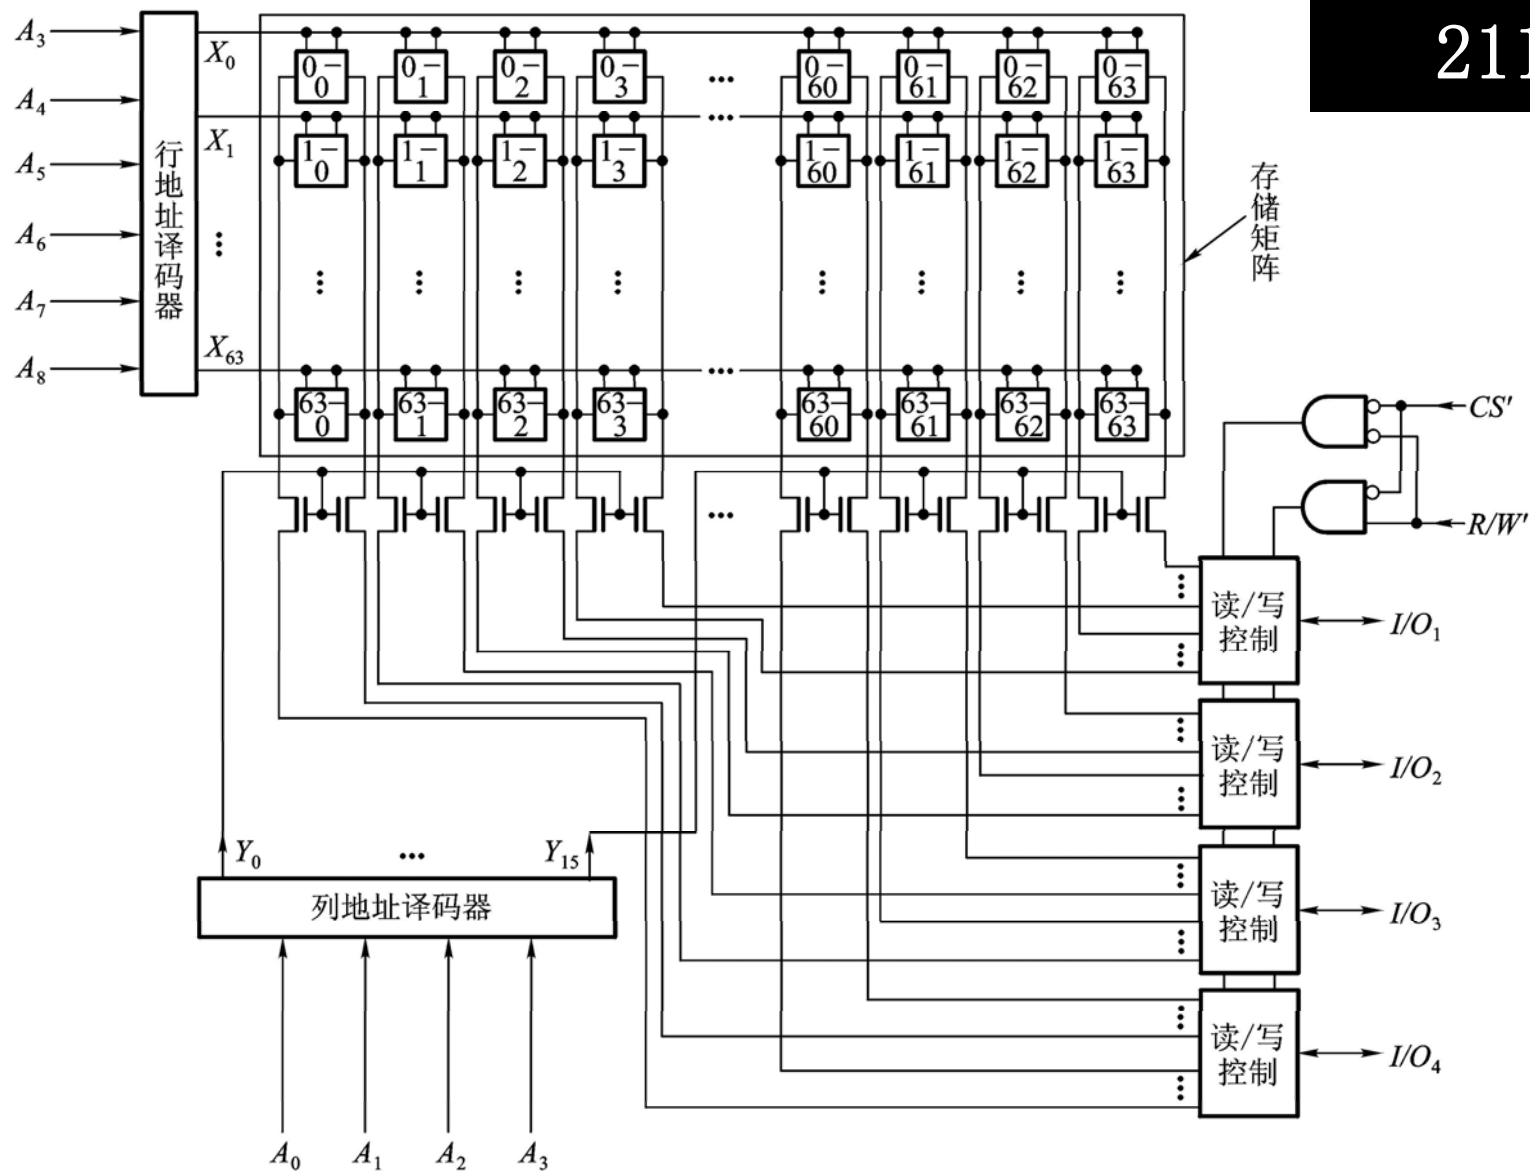 A3
A4
A5
A6
A7
A8
行地址译码器
X0
X1
X63
0-0 0-1 0-2 0-3 … 0-60 0-61 0-62 0-63
1-0 1-1 1-2 1-3 … 1-60 1-61 1-62 1-63
63-0 63-1 63-2 63-3 … 63-60 63-61 63-62 63-63
211
存储矩阵
CS'
R/W'
读/写
控制
I/O1
读/写
控制
I/O2
读/写
控制
I/O3
读/写
控制
I/O4
Y0 … Y15
列地址译码器
A0 A1 A2 A3